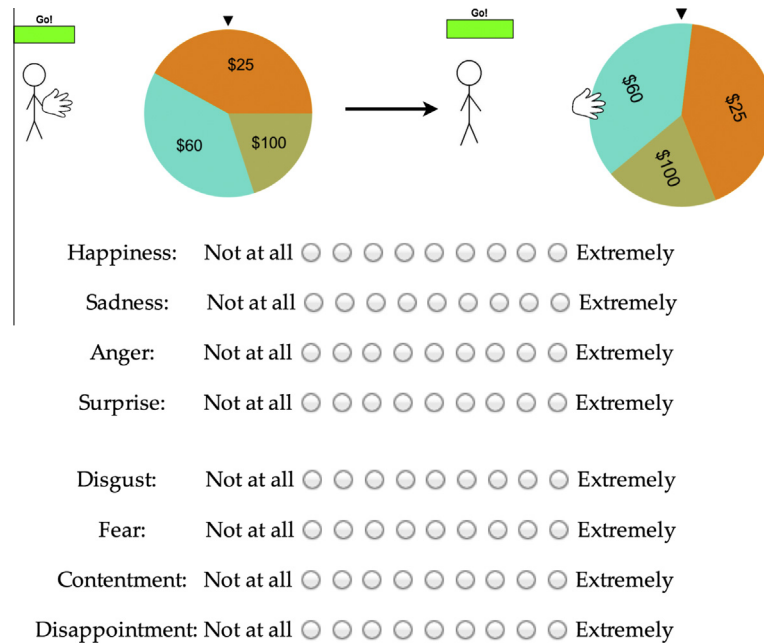 Go!
Go!
$25
$60
$100
$60
$25
$100
Happiness: Not at all Extremely
Sadness: Not at all Extremely
Anger: Not at all Extremely
Surprise: Not at all Extremely
Disgust: Not at all Extremely
Fear: Not at all Extremely
Contentment: Not at all Extremely
Disappointment: Not at all Extremely